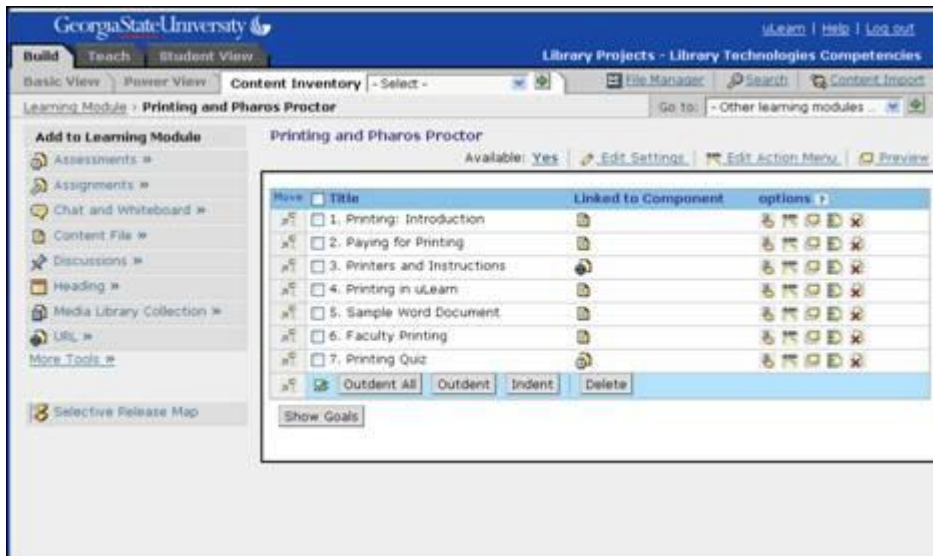 GeorgiaStateUniversity
uLearn | Help | Log out
Build Teach Student View
Library Projects - Library Technologies Competencies
Basic View Power View Content Inventory - Select - File Manager Search Content Import
Learning Module › Printing and Pharos Proctor Go to: - Other learning modules ...
Add to Learning Module
Assessments »
Assignments »
Chat and Whiteboard »
Content File »
Discussions »
Heading »
Media Library Collection »
URL »
More Tools »
Selective Release Map
Printing and Pharos Proctor
Available: Yes | Edit Settings | Edit Action Menu | Preview
Move Title Linked to Component options
1. Printing: Introduction
2. Paying for Printing
3. Printers and Instructions
4. Printing in uLearn
5. Sample Word Document
6. Faculty Printing
7. Printing Quiz
Outdent All Outdent Indent Delete
Show Goals